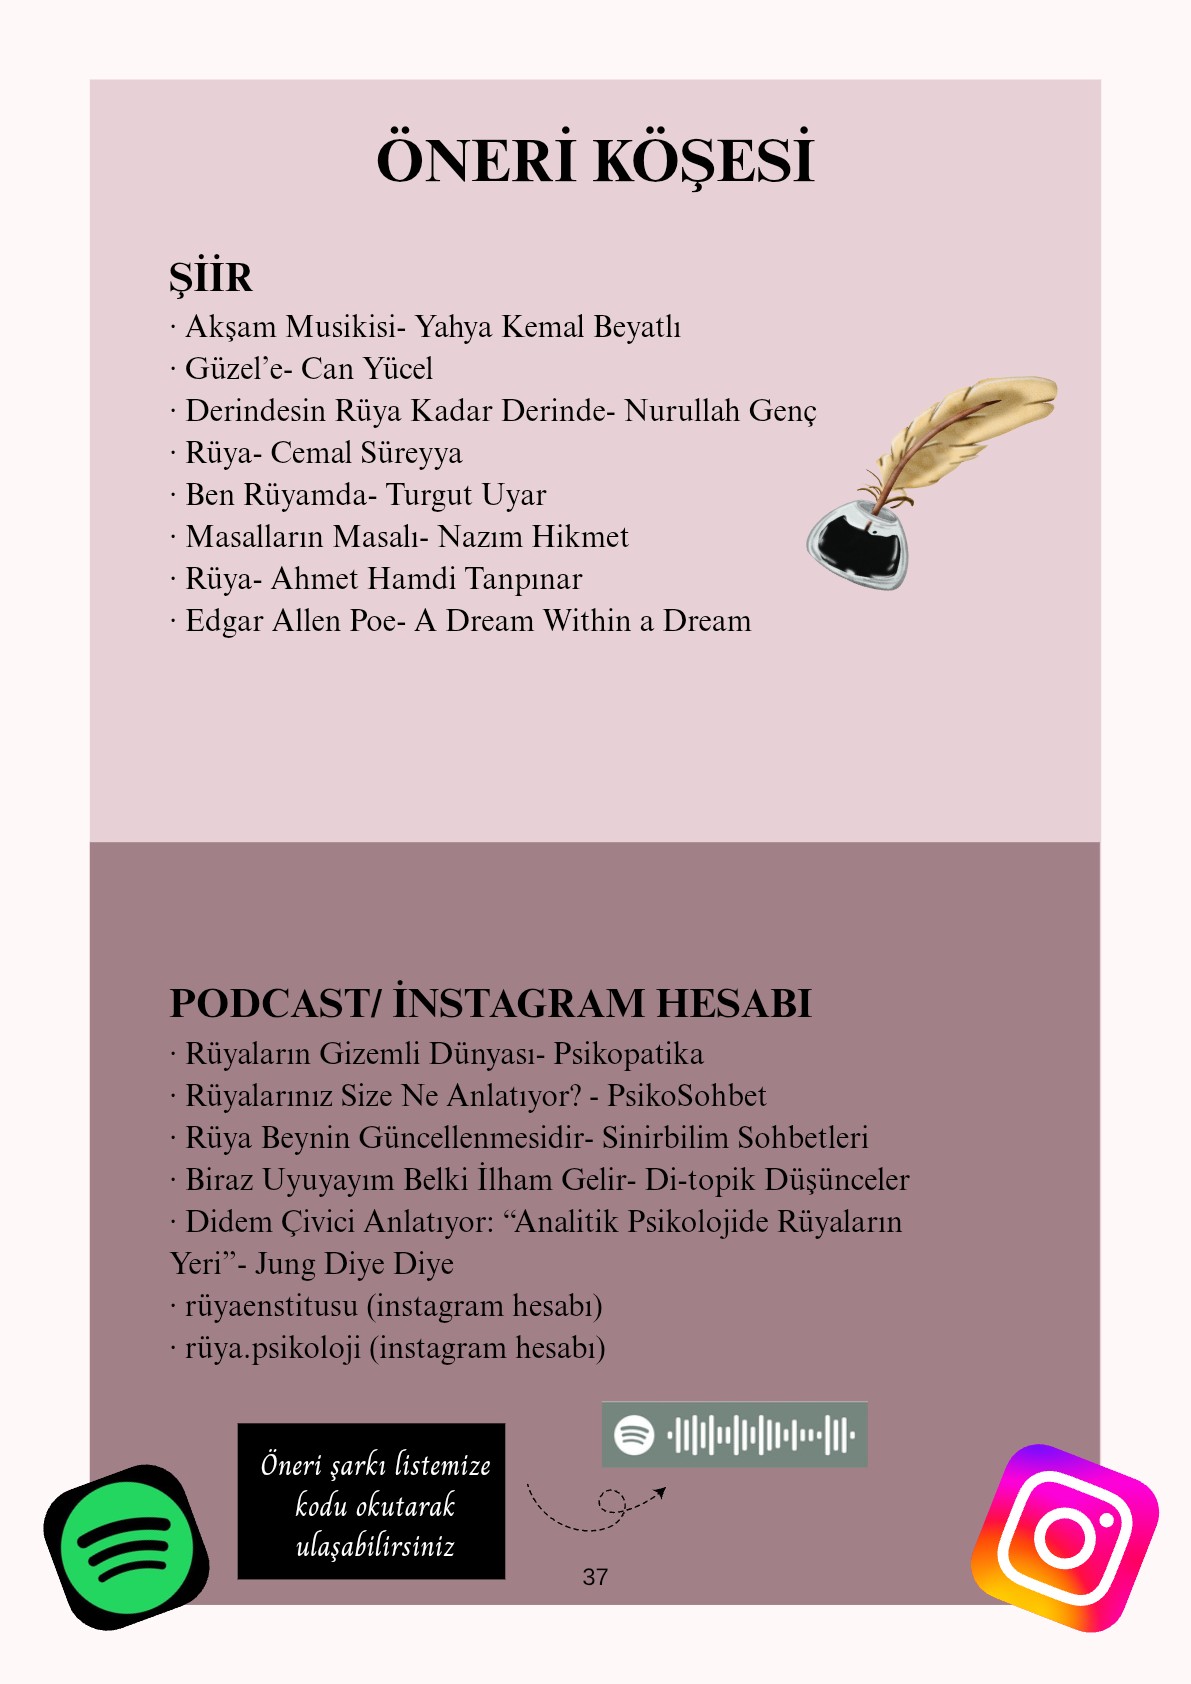 ÖNERİ KÖŞESİ
ŞİİR
· Akşam Musikisi- Yahya Kemal Beyatlı
· Güzel’e- Can Yücel
· Derindesin Rüya Kadar Derinde- Nurullah Genç
· Rüya- Cemal Süreyya
· Ben Rüyamda- Turgut Uyar
· Masalların Masalı- Nazım Hikmet
· Rüya- Ahmet Hamdi Tanpınar
· Edgar Allen Poe- A Dream Within a Dream
PODCAST/ İNSTAGRAM HESABI
· Rüyaların Gizemli Dünyası- Psikopatika
· Rüyalarınız Size Ne Anlatıyor? - PsikoSohbet
· Rüya Beynin Güncellenmesidir- Sinirbilim Sohbetleri
· Biraz Uyuyayım Belki İlham Gelir- Di-topik Düşünceler
· Didem Çivici Anlatıyor: “Analitik Psikolojide Rüyaların
Yeri”- Jung Diye Diye
· rüyaenstitusu (instagram hesabı)
· rüya.psikoloji (instagram hesabı)
Öneri şarkı listemize
kodu okutarak
ulaşabilirsiniz
37